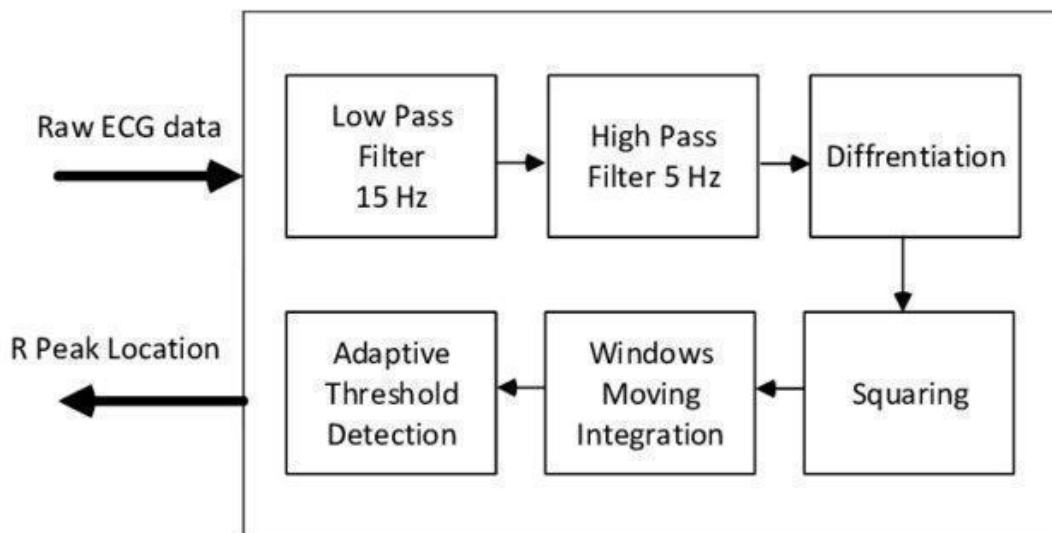 Raw ECG data
Low Pass
Filter
15 Hz
High Pass
Filter 5 Hz
Diffrentiation
R Peak Location
Adaptive
Threshold
Detection
Windows
Moving
Integration
Squaring